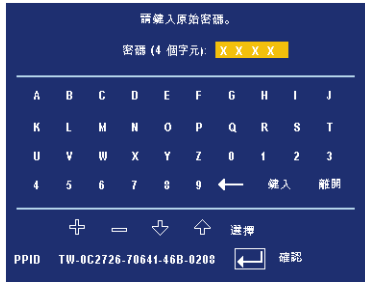 請鍵入原始密碼。
密碼 (4 個字元): X X X X
A B C D E F G H I J
K L M N O P Q R S T
U V W X Y Z 0 1 2 3
4 5 6 7 8 9 ← 鍵入 離開
選擇
PPID TW-0C2726-70641-46B-0208 確認